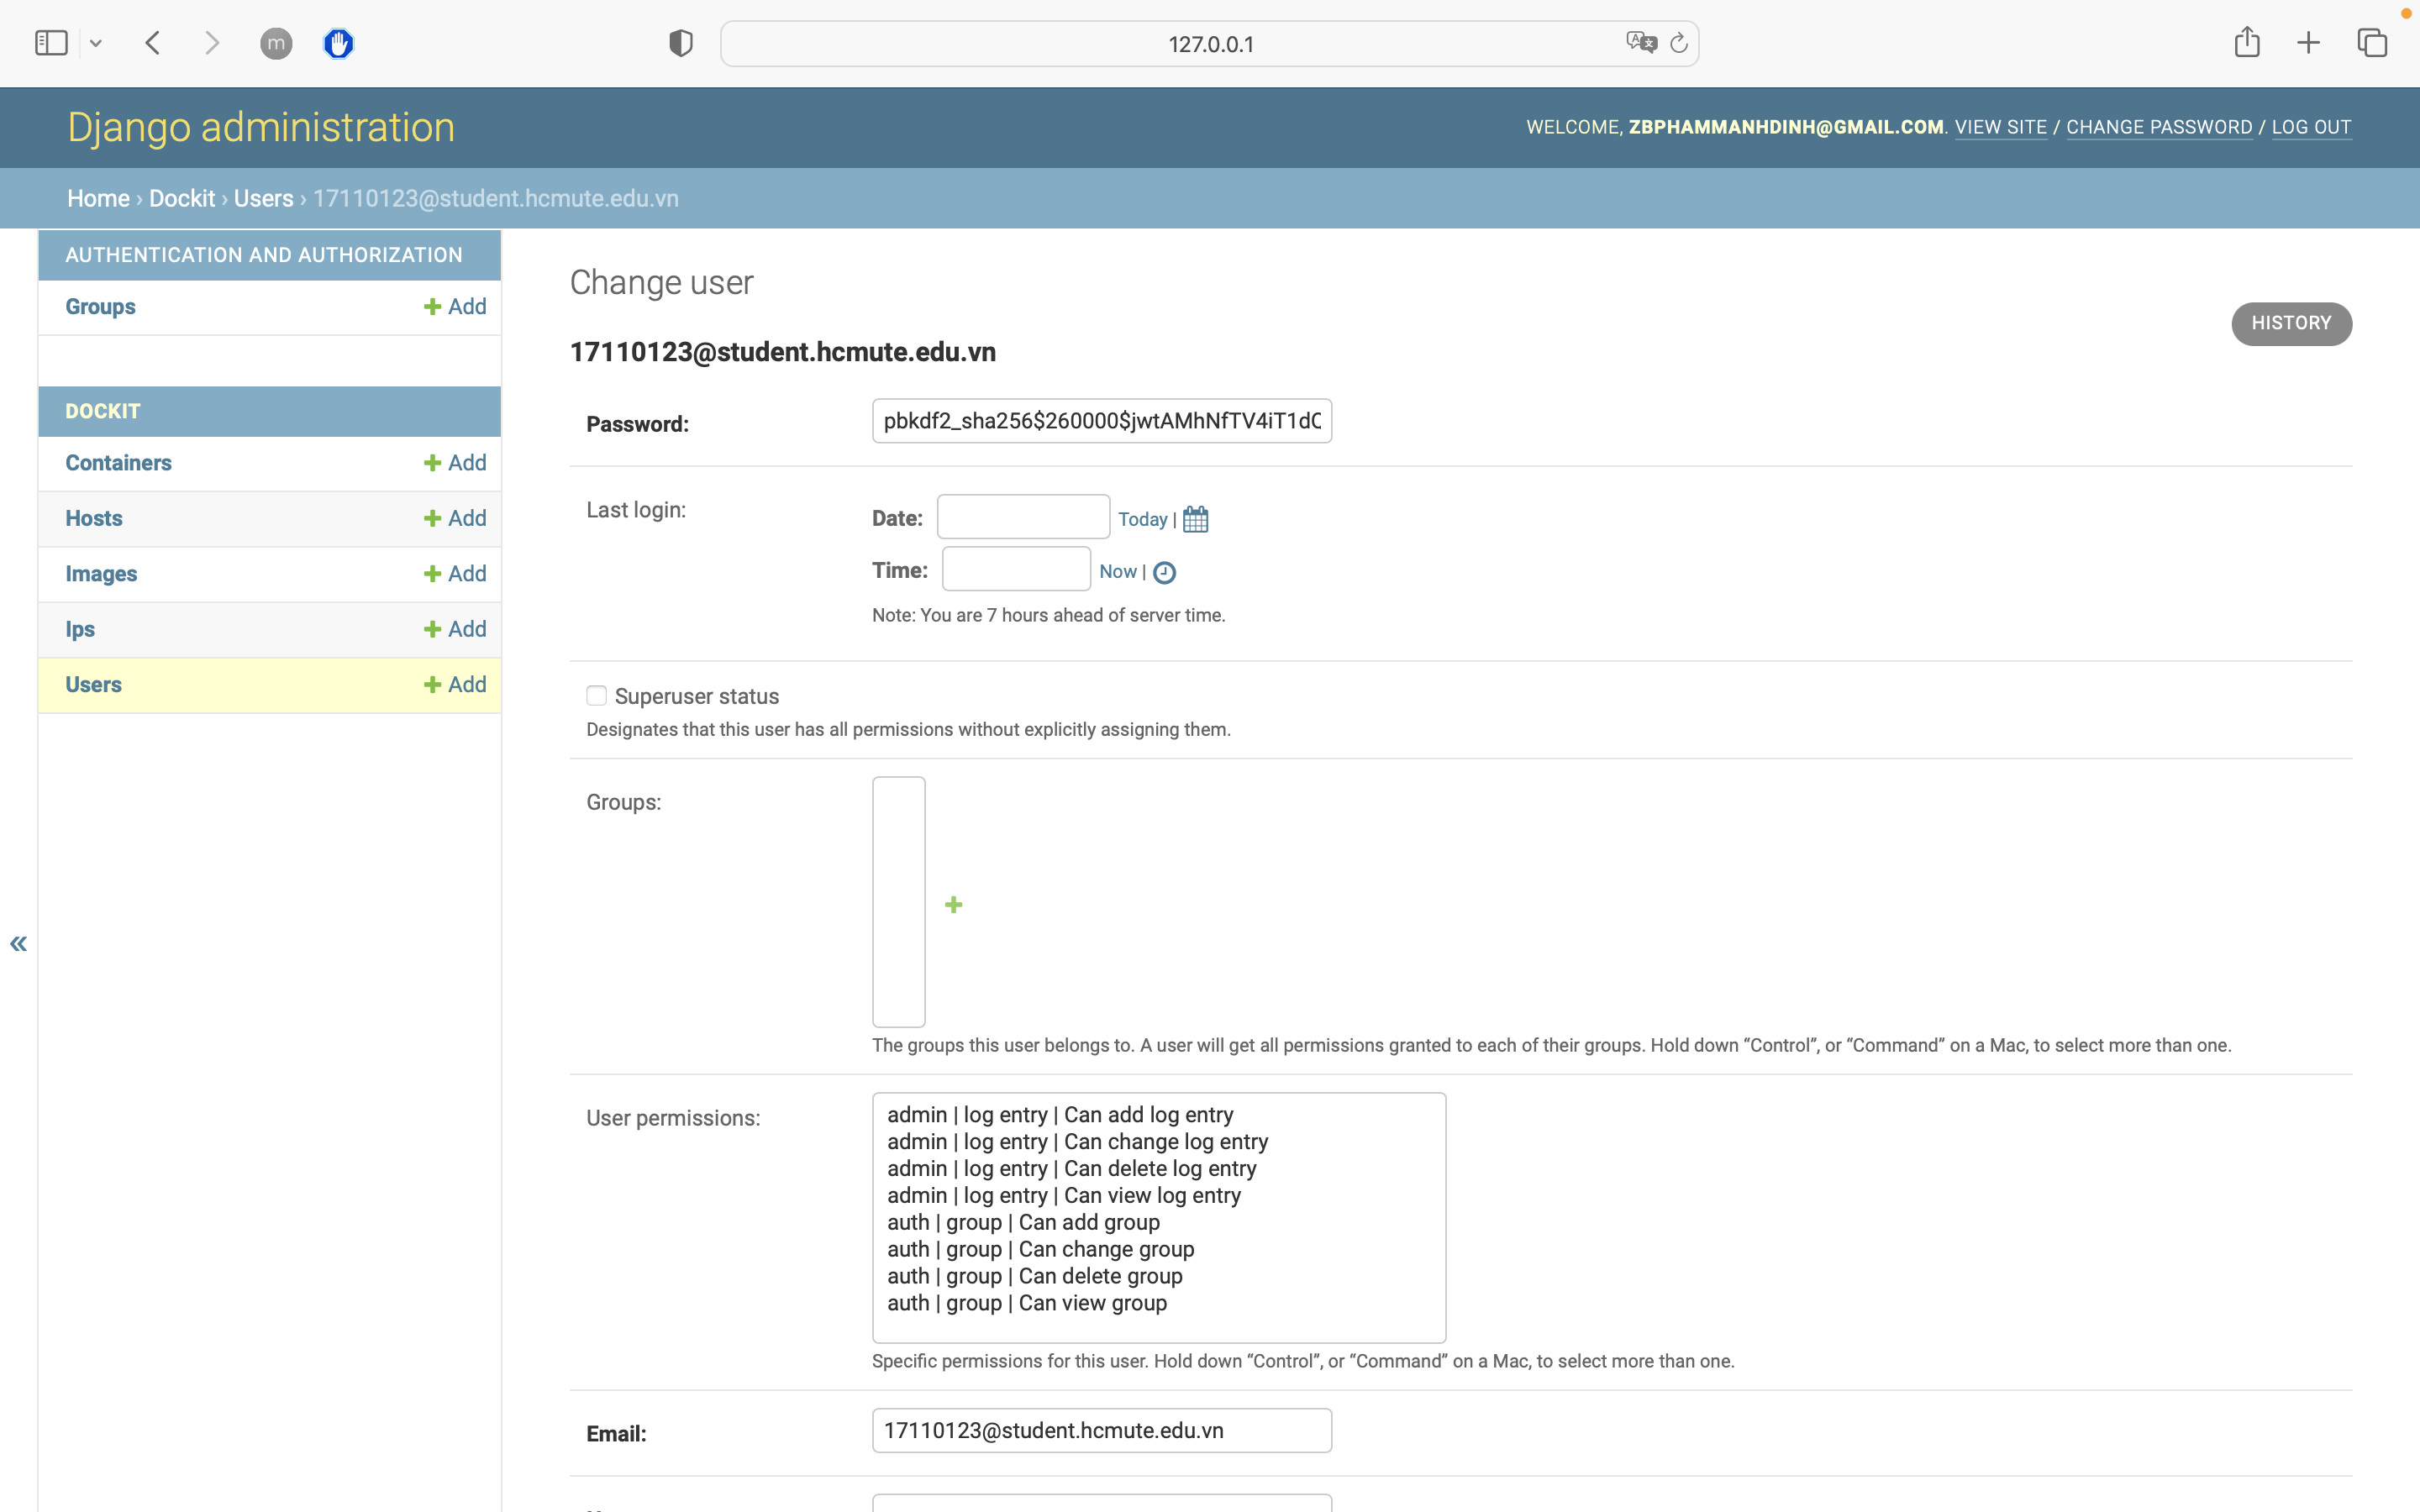 m
127.0.0.1
Django administration
WELCOME, ZBPHAMMANHDINH@GMAIL.COM. VIEW SITE / CHANGE PASSWORD / LOG OUT
Home › Dockit › Users › 17110123@student.hcmute.edu.vn
AUTHENTICATION AND AUTHORIZATION
Groups + Add
DOCKIT
Containers + Add
Hosts + Add
Images + Add
Ips + Add
Users + Add
«
Change user
HISTORY
17110123@student.hcmute.edu.vn
Password: pbkdf2_sha256$260000$jwtAMhNfTV4iT1dC
Last login:
Date: Today |
Time: Now |
Note: You are 7 hours ahead of server time.
Superuser status
Designates that this user has all permissions without explicitly assigning them.
Groups:
The groups this user belongs to. A user will get all permissions granted to each of their groups. Hold down “Control”, or “Command” on a Mac, to select more than one.
User permissions:
admin | log entry | Can add log entry
admin | log entry | Can change log entry
admin | log entry | Can delete log entry
admin | log entry | Can view log entry
auth | group | Can add group
auth | group | Can change group
auth | group | Can delete group
auth | group | Can view group
Specific permissions for this user. Hold down “Control”, or “Command” on a Mac, to select more than one.
Email: 17110123@student.hcmute.edu.vn